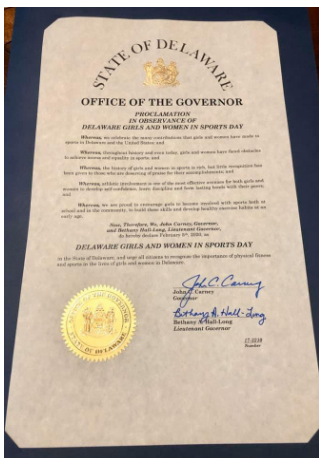 STATE OF DELAWARE
OFFICE OF THE GOVERNOR
PROCLAMATION
IN OBSERVANCE OF
DELAWARE GIRLS AND WOMEN IN SPORTS DAY
Whereas, we celebrate the many contributions that girls and women have made to
sports in Delaware and the United States; and
Whereas, throughout history and even today, girls and women have faced obstacles
to achieve access and equality in sports; and
Whereas, the history of girls and women in sports is rich, but little recognition has
been given to those who are deserving of praise for their accomplishments; and
Whereas, athletic involvement is one of the most effective avenues for both girls and
women to develop self-confidence, learn discipline and form lasting bonds with their peers;
and
Whereas, we are proud to encourage girls to become involved with sports both at
school and in the community, to build these skills and develop healthy exercise habits at an
early age.
Now, Therefore, We, John Carney, Governor,
and Bethany Hall-Long, Lieutenant Governor,
do hereby declare February 5th, 2020, as
DELAWARE GIRLS AND WOMEN IN SPORTS DAY
in the State of Delaware, and urge all citizens to recognize the importance of physical fitness
and sports in the lives of girls and women in Delaware.
John C. Carney
John C. Carney
Governor
Bethany A. Hall-Long
Bethany A. Hall-Long
Lieutenant Governor
Number